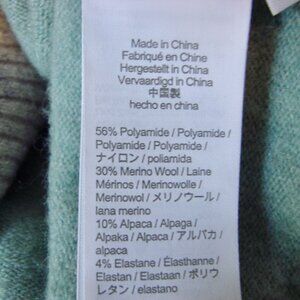 Made in China
Fabriqué en Chine
Hergestellt in China
Vervaardigd in China
中国製
hecho en china
56% Polyamide / Polyamide /
Polyamide / Polyamide /
ナイロン / poliamida
30% Merino Wool / Laine
Mérinos / Merinowolle /
Merinowol / メリノウール /
lana merino
10% Alpaca / Alpaga /
Alpaka / Alpaca / アルパカ /
alpaca
4% Elastane / Élasthanne /
Elastan / Elastaan / ポリウ
レタン / elastano